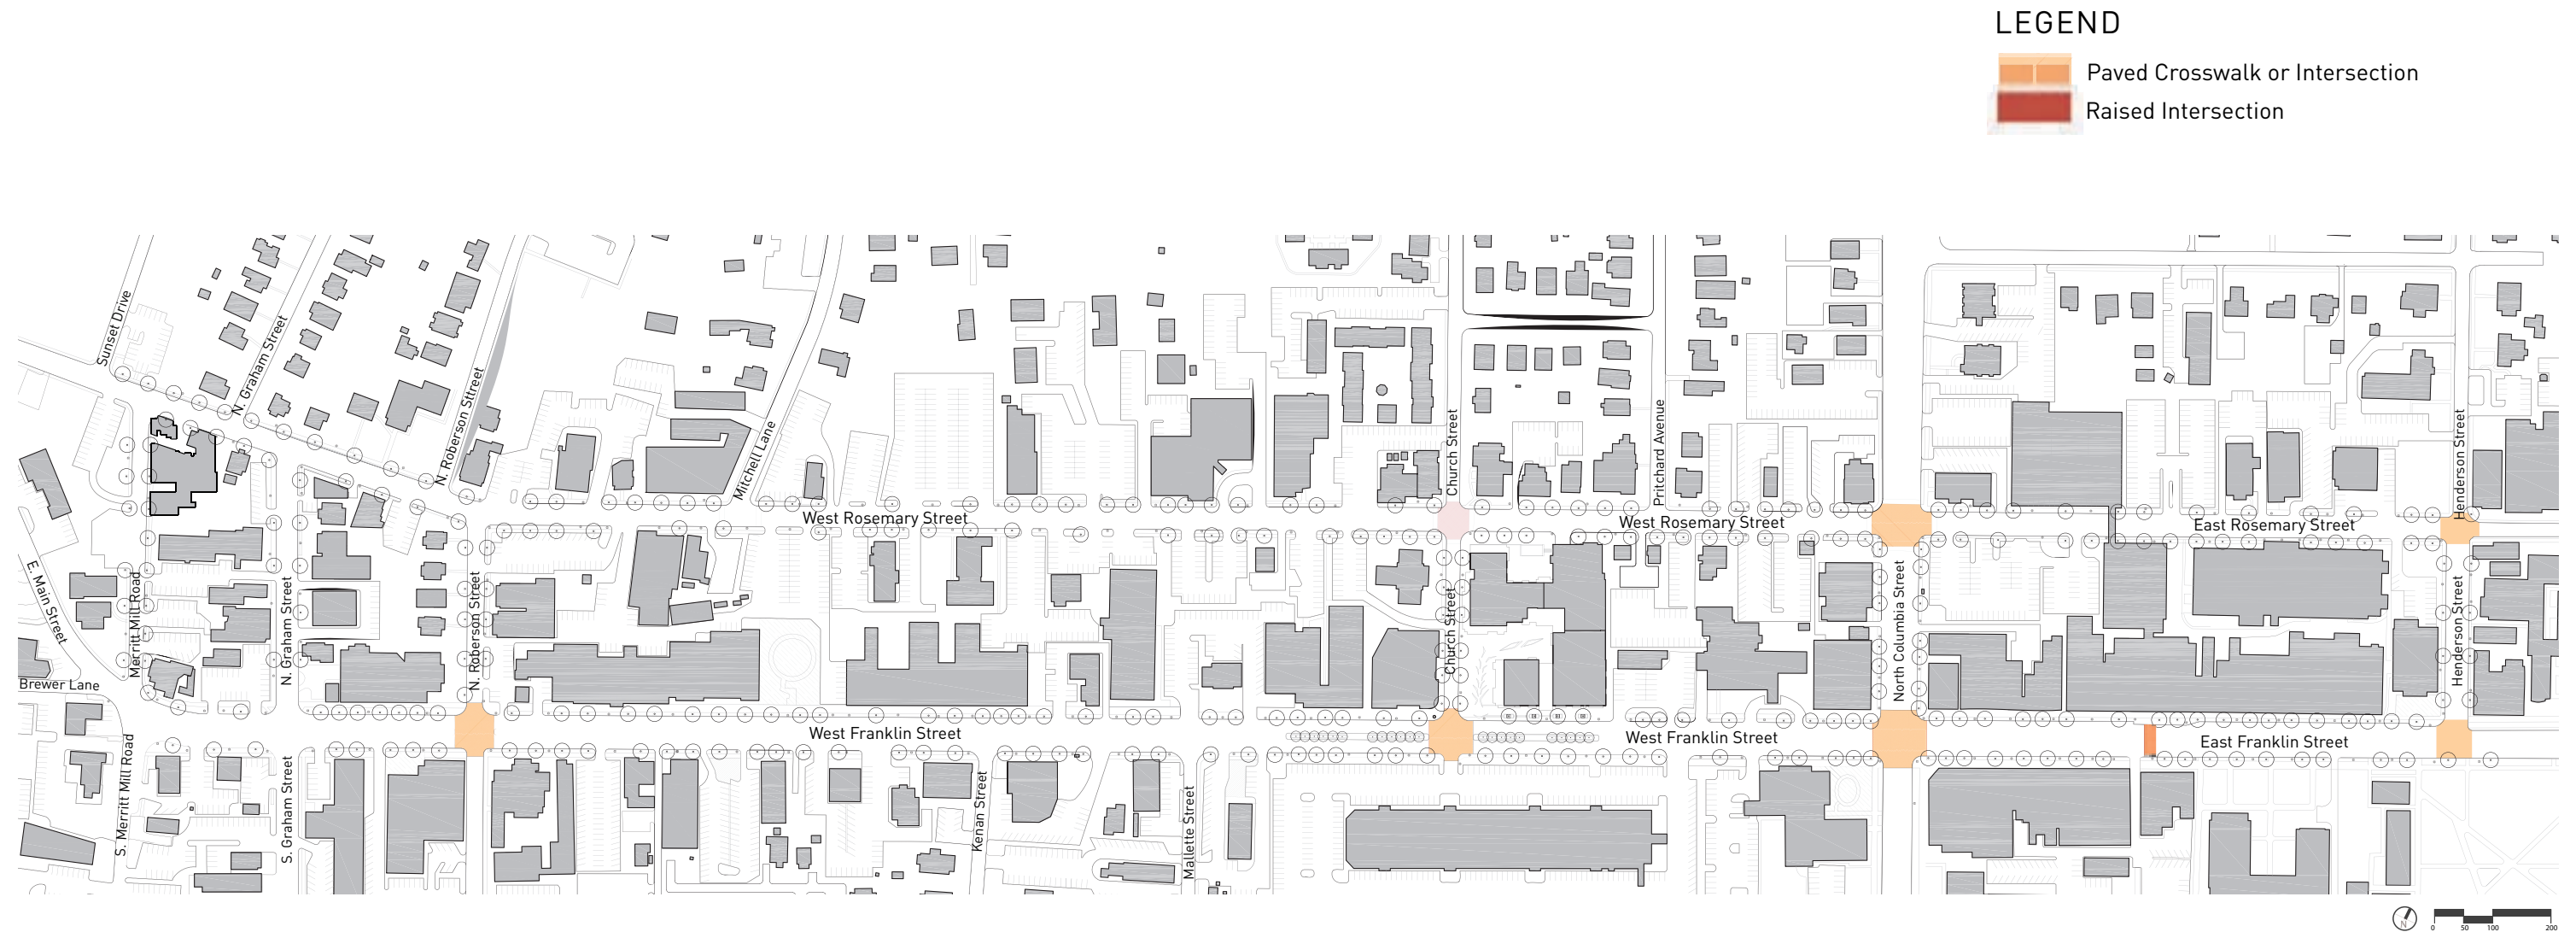 LEGEND
Paved Crosswalk or Intersection
Raised Intersection
Sunset Drive
N. Graham Street
N. Roberson Street
Mitchell Lane
Church Street
Pritchard Avenue
Henderson Street
West Rosemary Street
West Rosemary Street
East Rosemary Street
E. Main Street
Merritt Mill Road
N. Graham Street
N. Roberson Street
Church Street
North Columbia Street
Henderson Street
Brewer Lane
West Franklin Street
West Franklin Street
East Franklin Street
S. Merritt Mill Road
S. Graham Street
Kenan Street
Mallette Street
N
0 50 100 200